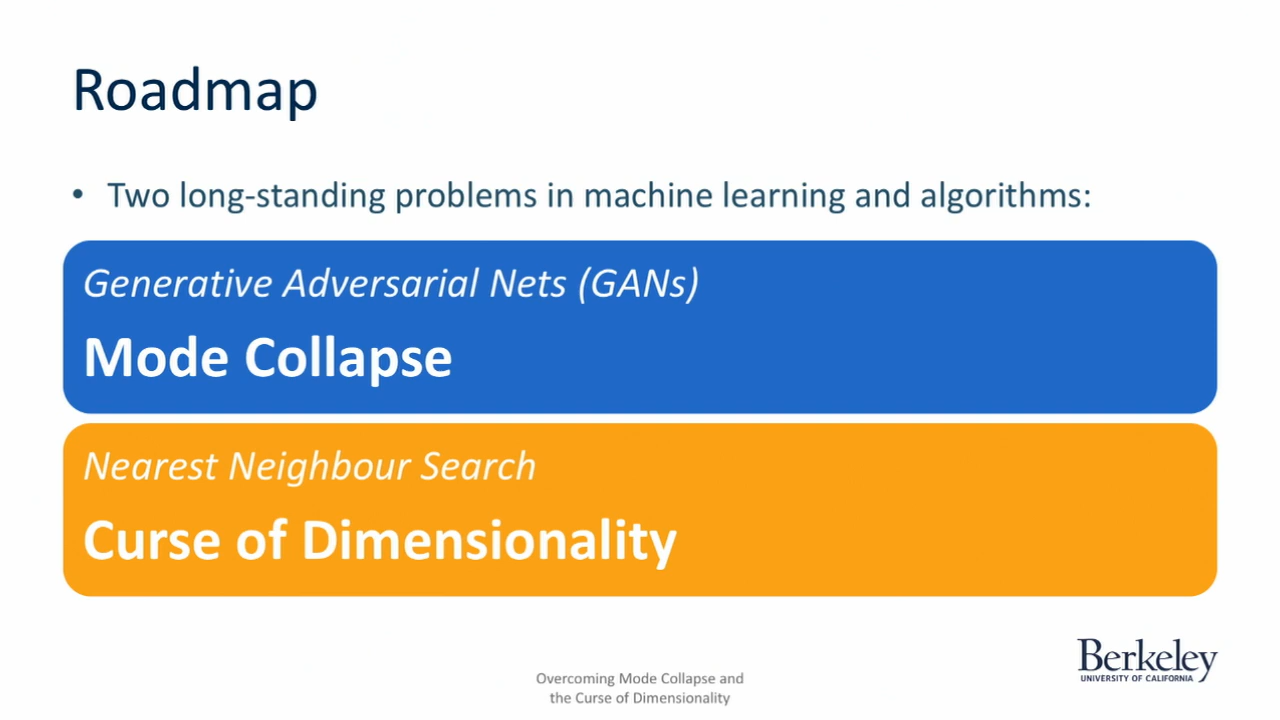 Roadmap
• Two long-standing problems in machine learning and algorithms:
Generative Adversarial Nets (GANs)
Mode Collapse
Nearest Neighbour Search
Curse of Dimensionality
Overcoming Mode Collapse and
the Curse of Dimensionality
Berkeley
UNIVERSITY OF CALIFORNIA